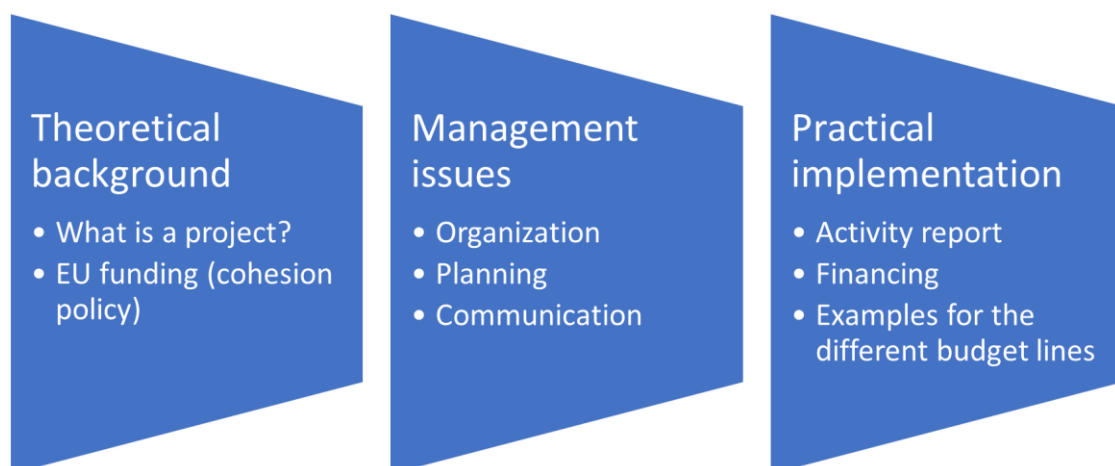 Theoretical
background
• What is a project?
• EU funding (cohesion
policy)
Management
issues
• Organization
• Planning
• Communication
Practical
implementation
• Activity report
• Financing
• Examples for the
different budget lines